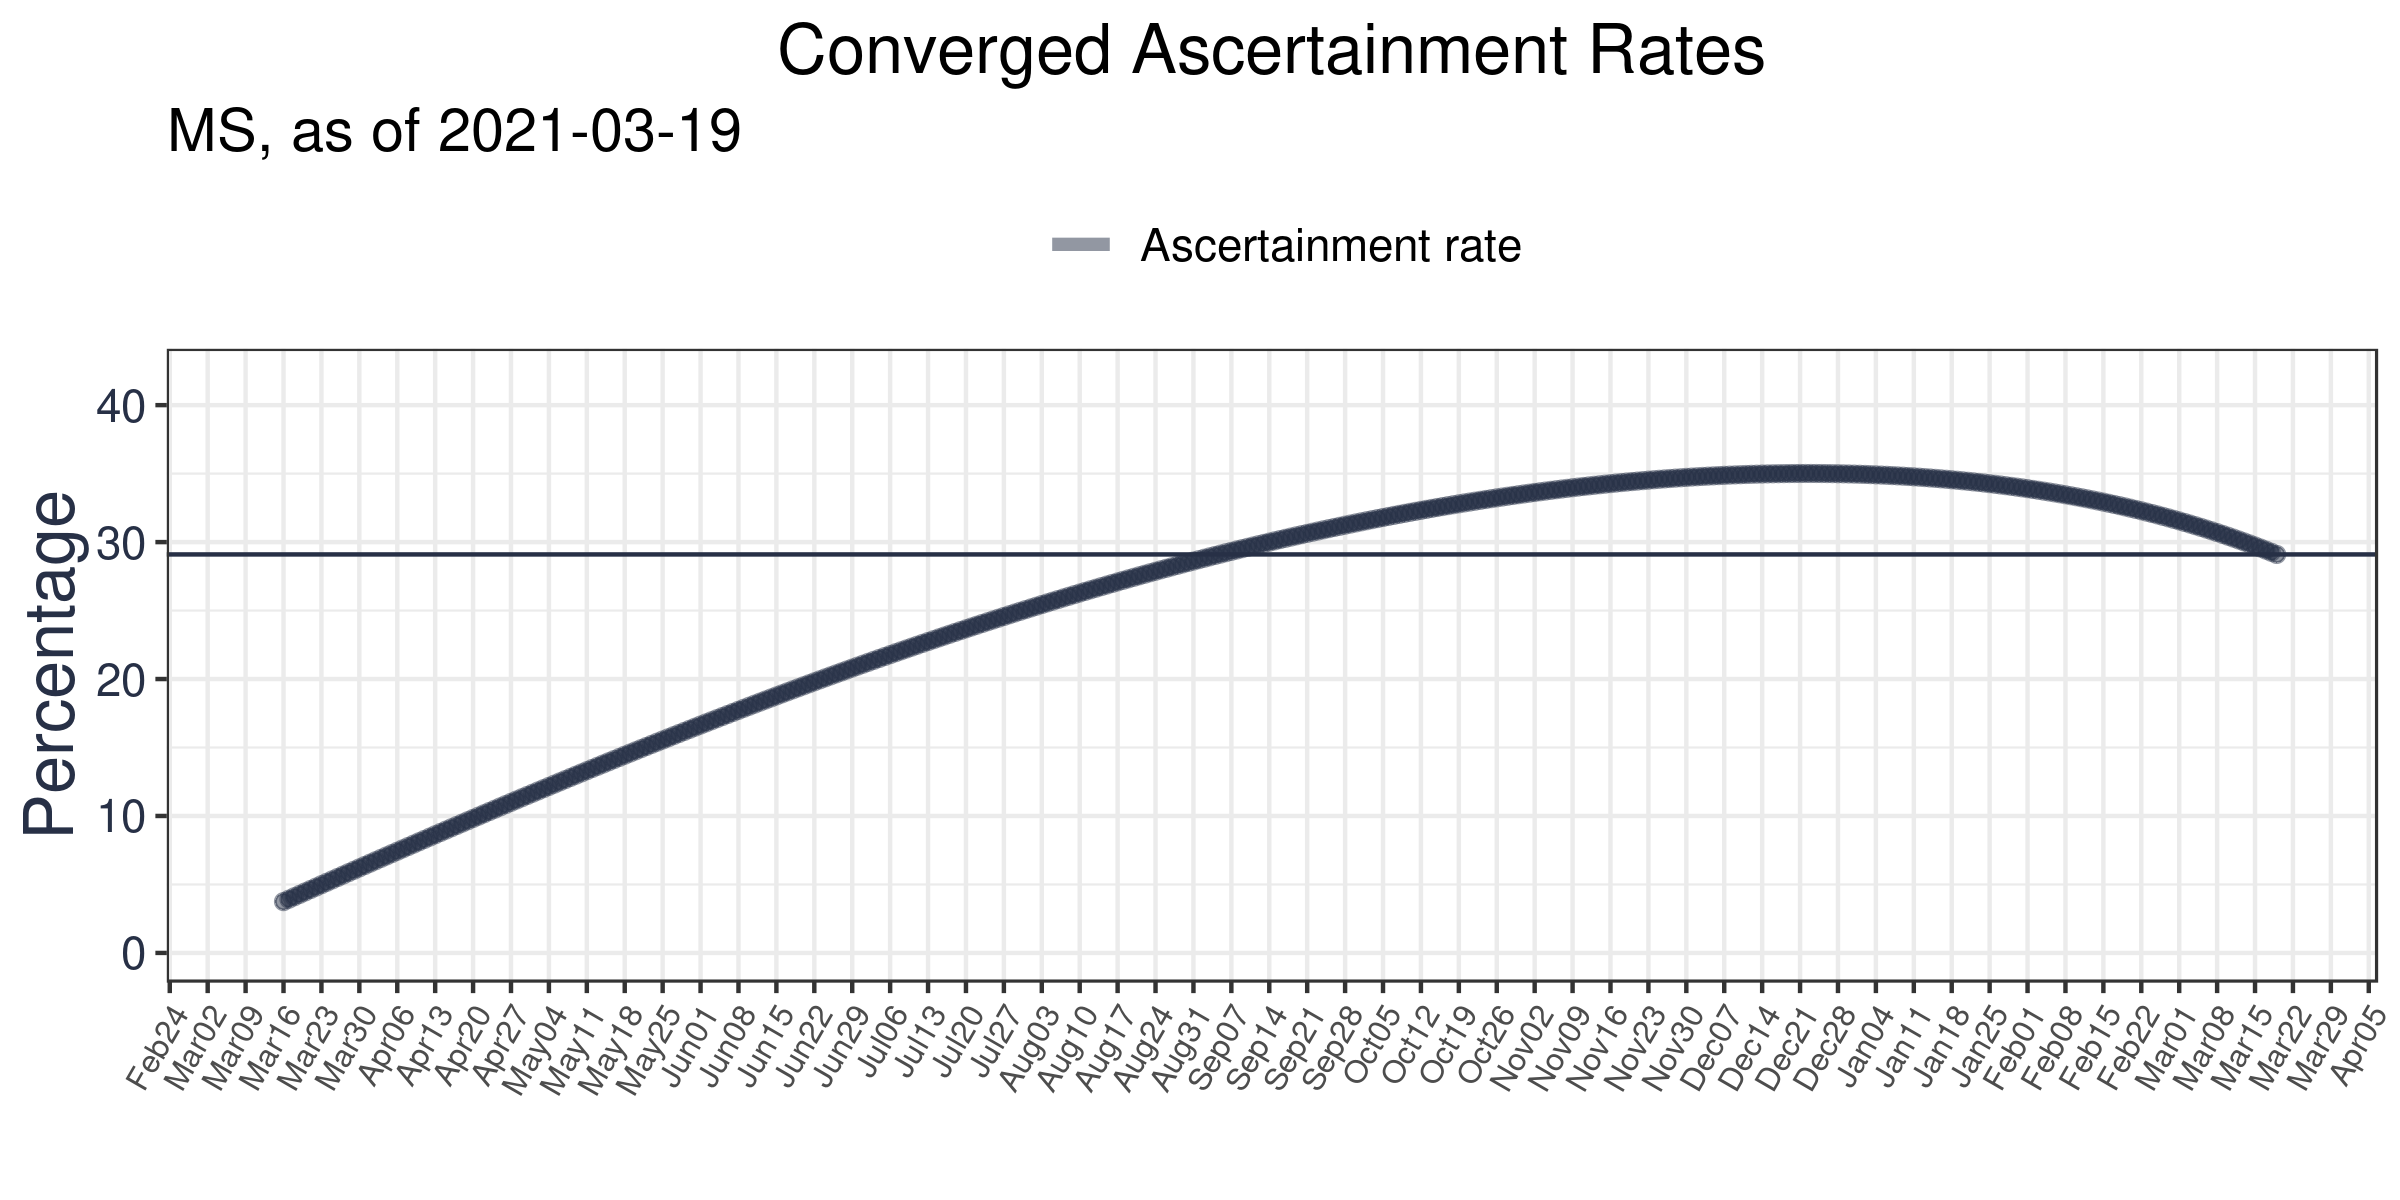 Converged Ascertainment Rates
MS, as of 2021-03-19
Ascertainment rate
Percentage
40
30
20
10
0
Feb24 Mar02 Mar09 Mar16 Mar23 Mar30 Apr06 Apr13 Apr20 Apr27 May04 May11 May18 May25 Jun01 Jun08 Jun15 Jun22 Jun29 Jul06 Jul13 Jul20 Jul27 Aug03 Aug10 Aug17 Aug24 Aug31 Sep07 Sep14 Sep21 Sep28 Oct05 Oct12 Oct19 Oct26 Nov02 Nov09 Nov16 Nov23 Nov30 Dec07 Dec14 Dec21 Dec28 Jan04 Jan11 Jan18 Jan25 Feb01 Feb08 Feb15 Feb22 Mar01 Mar08 Mar15 Mar22 Mar29 Apr05